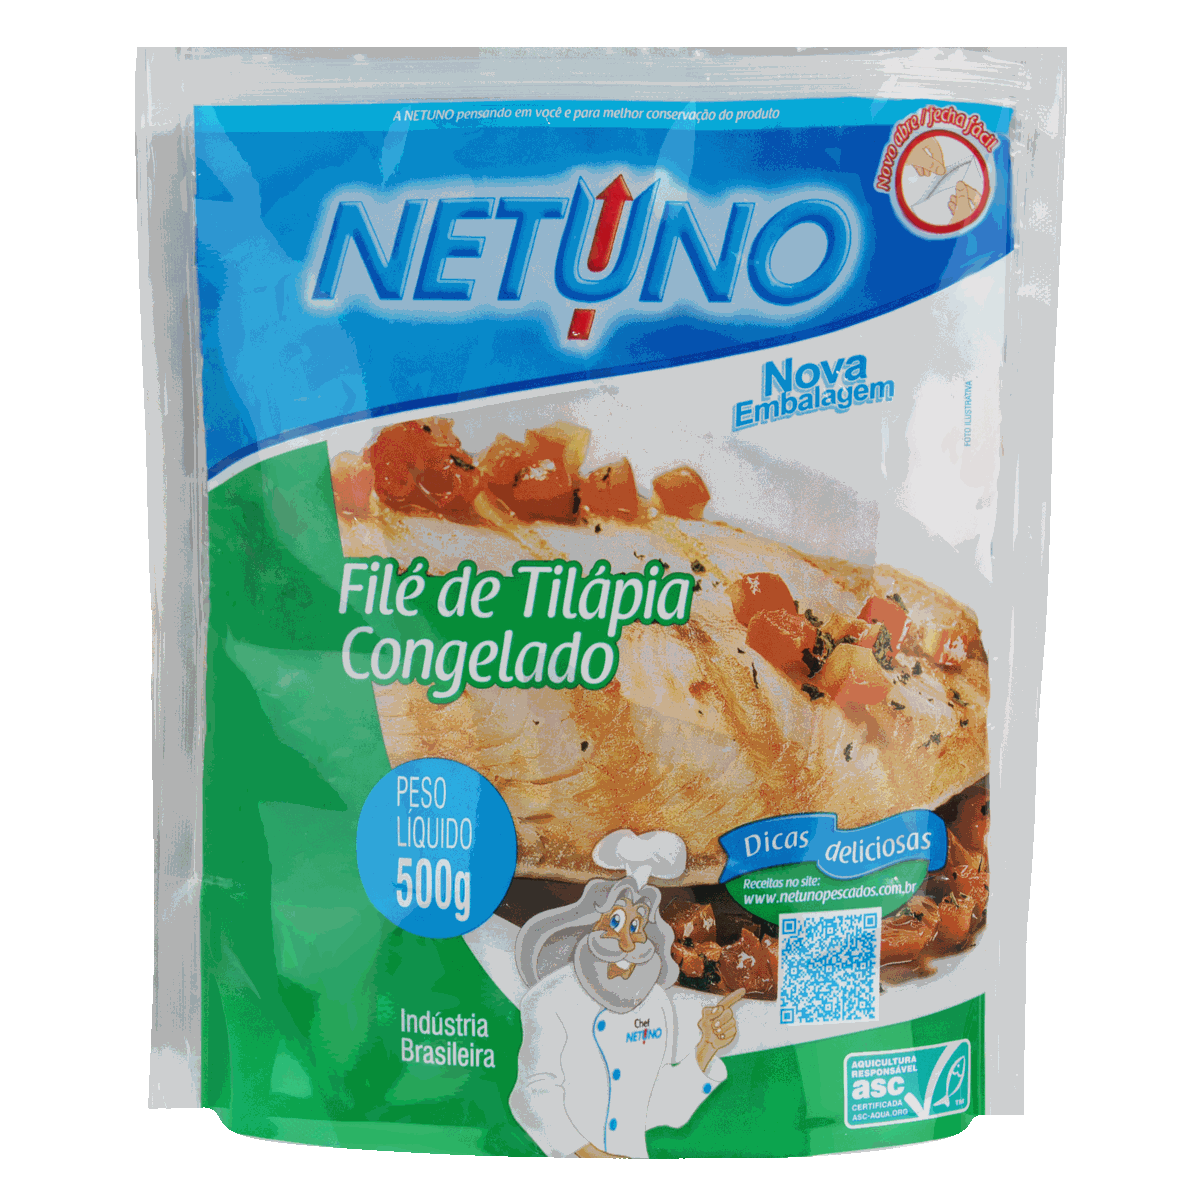 A NETUNO pensando em você e para melhor conservação do produto
Novo abre / fecha fácil
NETUNO
Nova
Embalagem
FOTO ILUSTRATIVA
Filé de Tilápia
Congelado
PESO
LÍQUIDO
500g
Dicas deliciosas
Receitas no site:
www.netunopescados.com.br
Chef
NETUNO
Indústria
Brasileira
AQUICULTURA
RESPONSÁVEL
asc
CERTIFICADA
ASC-AQUA.ORG
TM